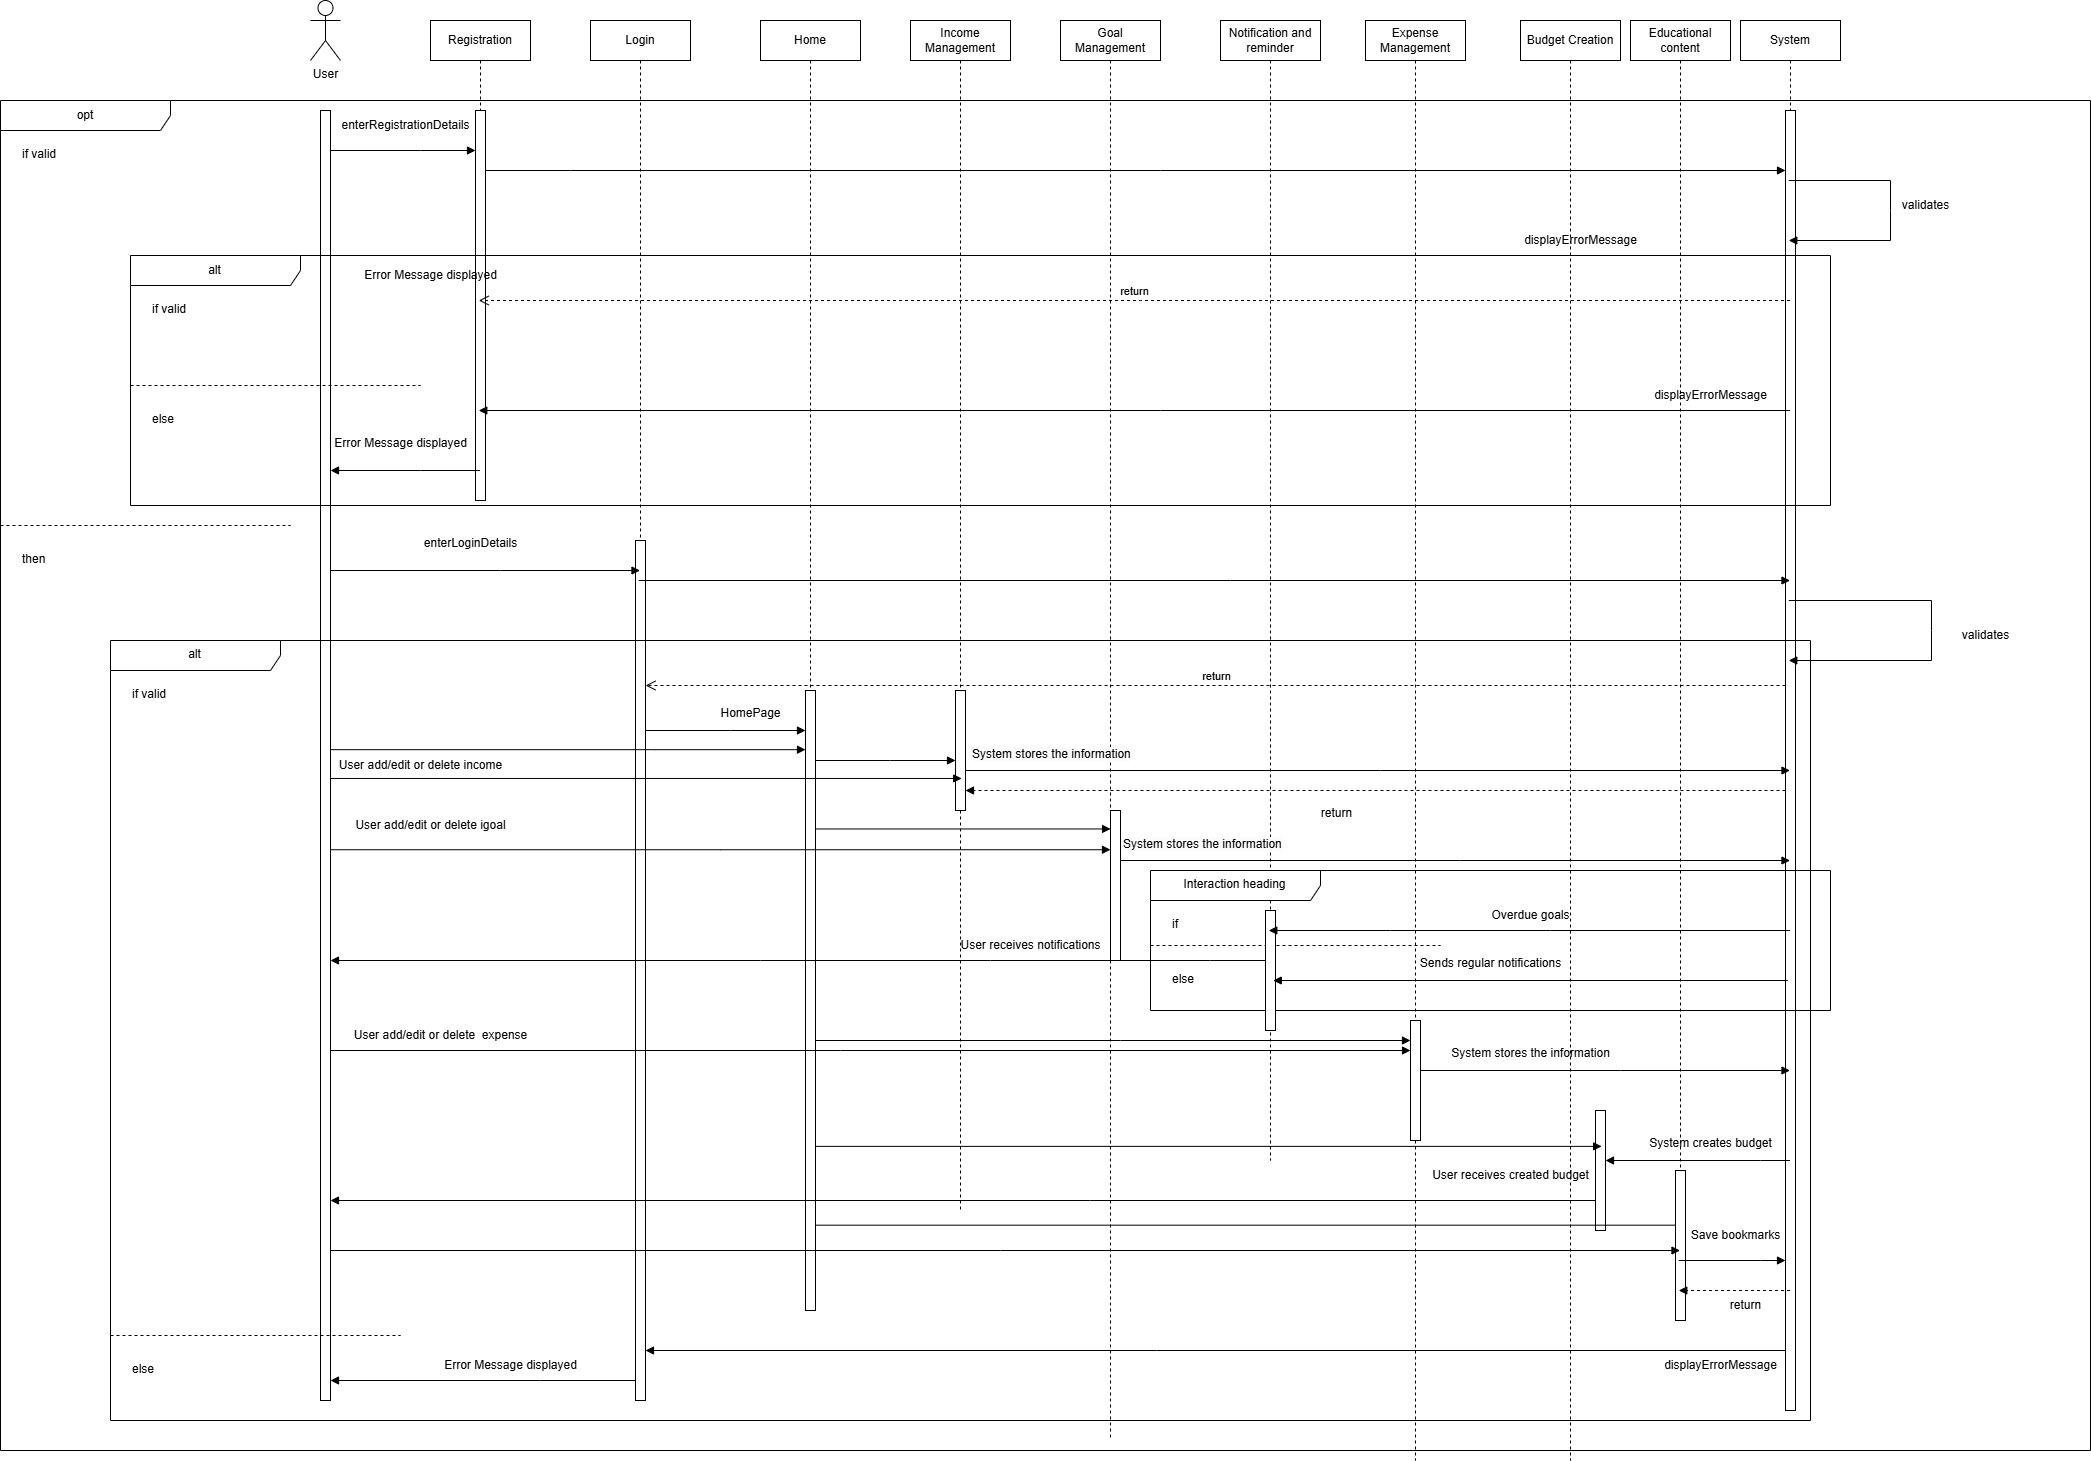 User
Registration
Login
Home
Income
Management
Goal
Management
Notification and
reminder
Expense
Management
Budget Creation
Educational
content
System
opt
enterRegistrationDetails
if valid
validates
displayErrorMessage
alt
Error Message displayed
return
if valid
displayErrorMessage
else
Error Message displayed
enterLoginDetails
then
validates
alt
return
if valid
HomePage
System stores the information
User add/edit or delete income
return
User add/edit or delete igoal
System stores the information
Interaction heading
if
Overdue goals
User receives notifications
Sends regular notifications
else
User add/edit or delete  expense
System stores the information
System creates budget
User receives created budget
Save bookmarks
return
else
Error Message displayed
displayErrorMessage